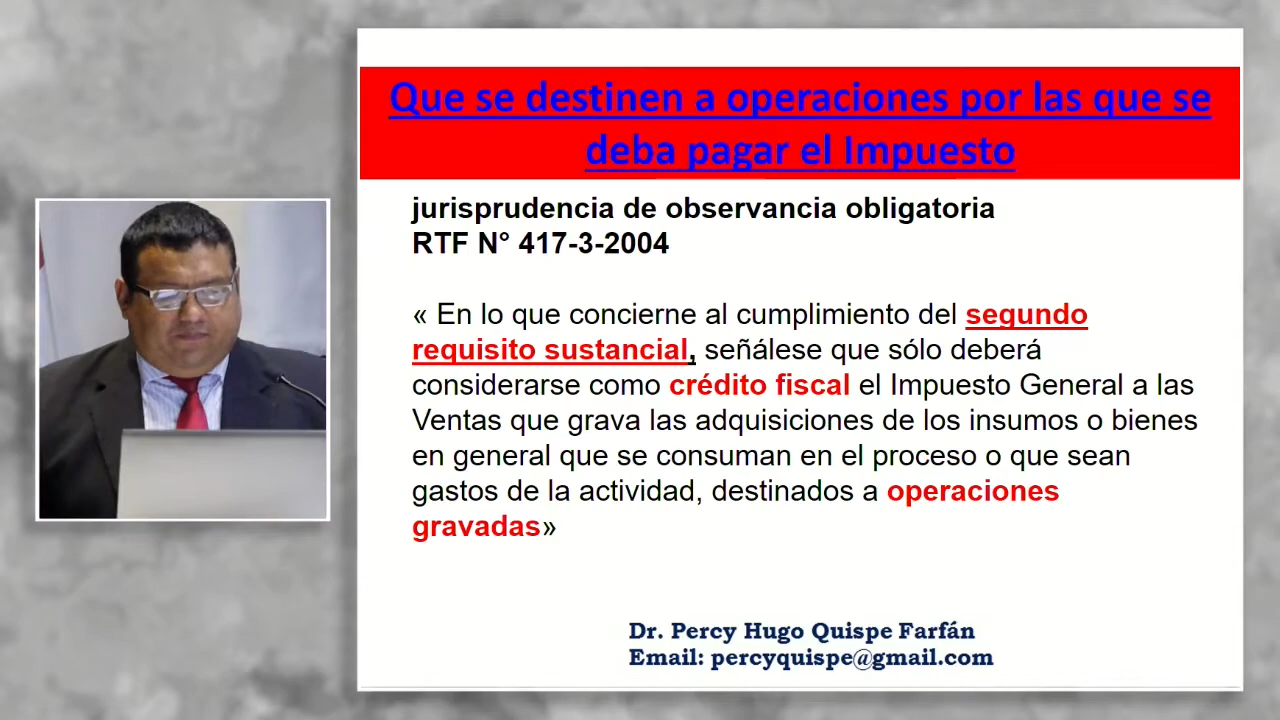 Que se destinen a operaciones por las que se
deba pagar el Impuesto
jurisprudencia de observancia obligatoria
RTF N° 417-3-2004
« En lo que concierne al cumplimiento del segundo
requisito sustancial, señálese que sólo deberá
considerarse como crédito fiscal el Impuesto General a las
Ventas que grava las adquisiciones de los insumos o bienes
en general que se consuman en el proceso o que sean
gastos de la actividad, destinados a operaciones
gravadas»
Dr. Percy Hugo Quispe Farfán
Email: percyquispe@gmail.com